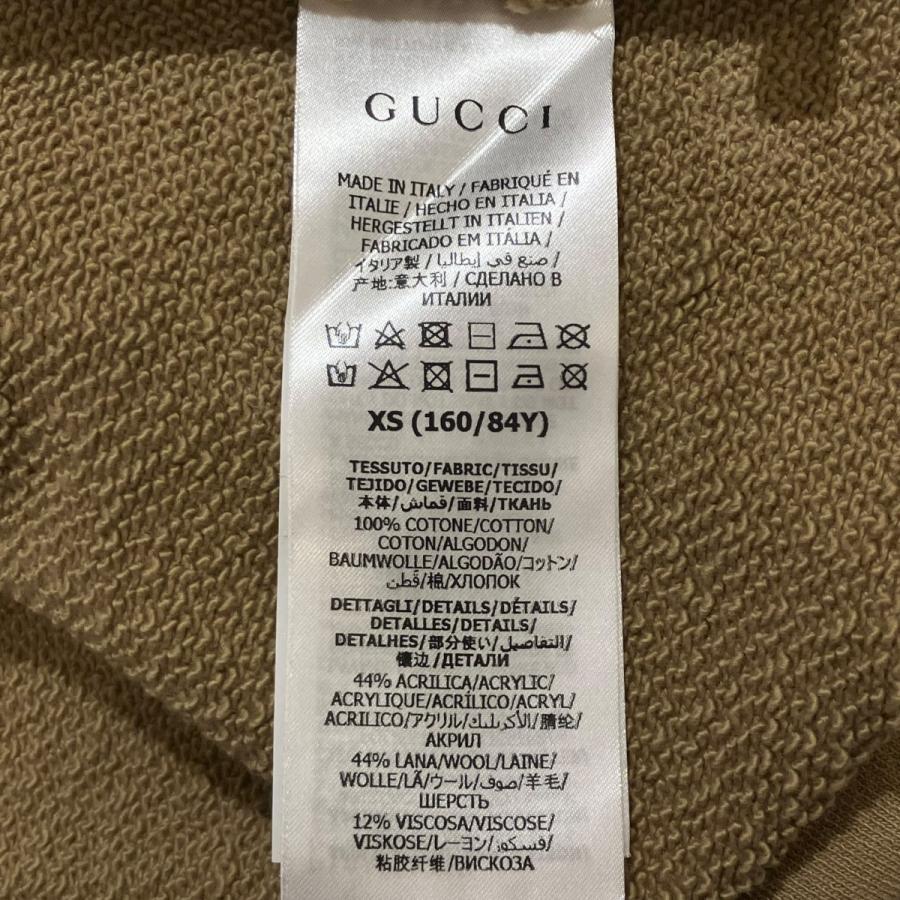 GUCCI
MADE IN ITALY / FABRIQUÉ EN
ITALIE / HECHO EN ITALIA /
HERGESTELLT IN ITALIEN /
FABRICADO EM ITÁLIA /
イタリア製 / صنع في إيطاليا /
产地:意大利 / СДЕЛАНО В
ИТАЛИИ
XS (160/84Y)
TESSUTO/FABRIC/TISSU/
TEJIDO/GEWEBE/TECIDO/
本体/قماش/面料/ТКАНЬ
100% COTONE/COTTON/
COTON/ALGODON/
BAUMWOLLE/ALGODÃO/コットン/
قطن/棉/ХЛОПОК
DETTAGLI/DETAILS/DÉTAILS/
DETALLES/DETAILS/
DETALHES/部分使い/التفاصيل/
镶边/ДЕТАЛИ
44% ACRILICA/ACRYLIC/
ACRYLIQUE/ACRÍLICO/ACRYL/
ACRILICO/アクリル/الأكريليك/腈纶/
АКРИЛ
44% LANA/WOOL/LAINE/
WOLLE/LÃ/ウール/صوف/羊毛/
ШЕРСТЬ
12% VISCOSA/VISCOSE/
VISKOSE/レーヨン/فسكوز/
粘胶纤维/ВИСКОЗА